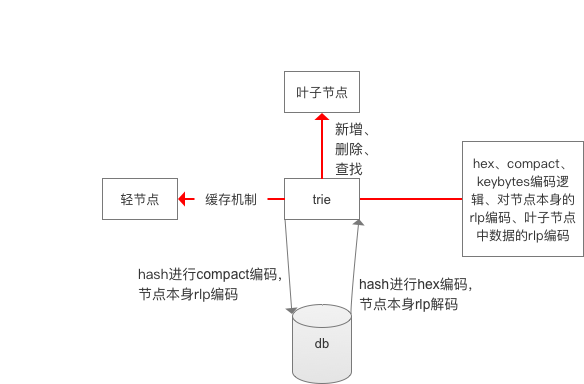 叶子节点
新增、
删除、
查找
hex、compact、
keybytes编码逻
辑、对节点本身的
rlp编码、叶子节点
中数据的rlp编码
轻节点
缓存机制
trie
hash进行compact编码，
节点本身rlp编码
hash进行hex编码，
节点本身rlp解码
db